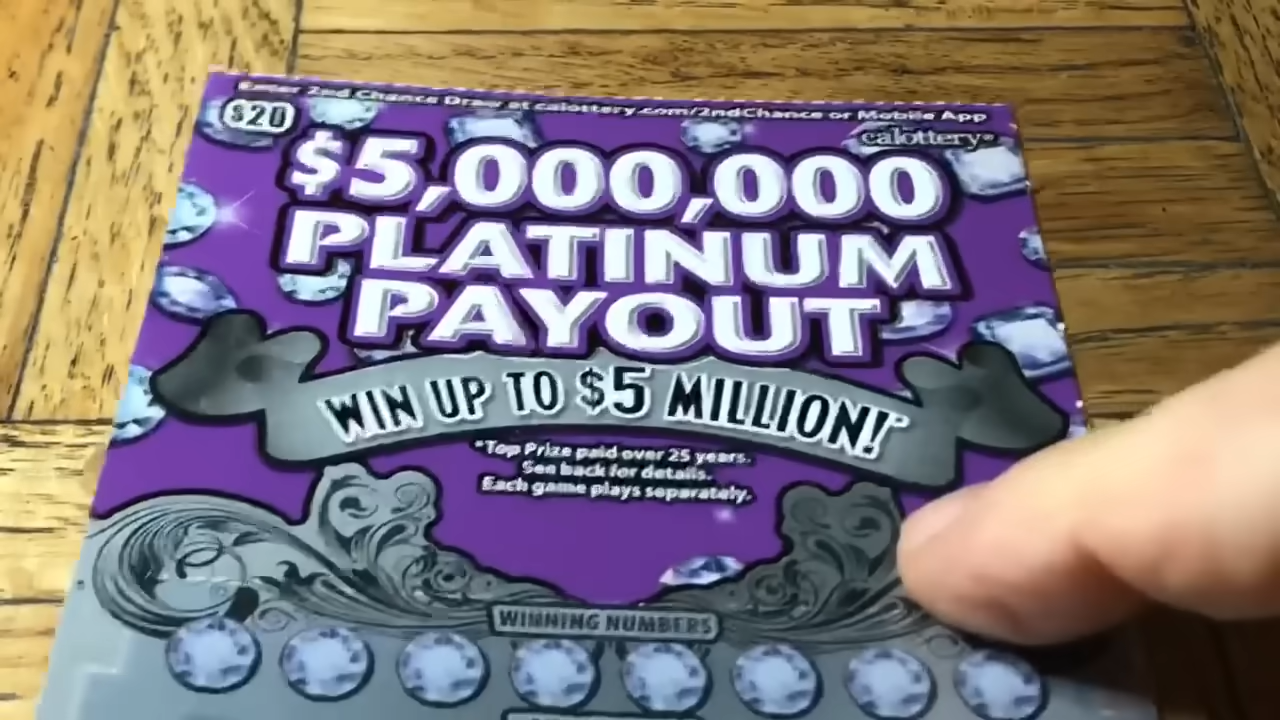 Enter 2nd Chance Draw at calottery.com/2ndChance or Mobile App
$20
calottery®
$5,000,000
PLATINUM
PAYOUT
WIN UP TO $5 MILLION!*
*Top Prize paid over 25 years.
See back for details.
Each game plays separately.
WINNING NUMBERS